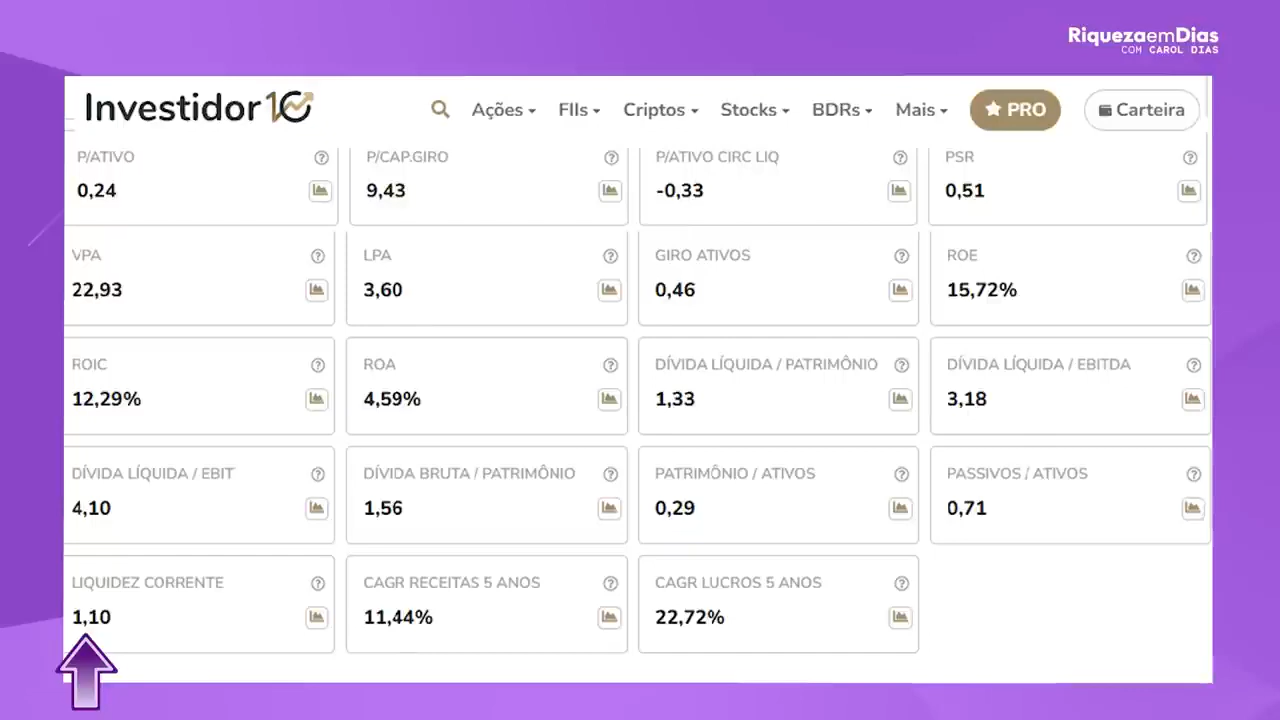 RiquezaemDias
COM CAROL DIAS
Investidor10
Ações
FIIs
Criptos
Stocks
BDRs
Mais
PRO
Carteira
P/ATIVO
0,24
P/CAP.GIRO
9,43
P/ATIVO CIRC LIQ
-0,33
PSR
0,51
VPA
22,93
LPA
3,60
GIRO ATIVOS
0,46
ROE
15,72%
ROIC
12,29%
ROA
4,59%
DÍVIDA LÍQUIDA / PATRIMÔNIO
1,33
DÍVIDA LÍQUIDA / EBITDA
3,18
DÍVIDA LÍQUIDA / EBIT
4,10
DÍVIDA BRUTA / PATRIMÔNIO
1,56
PATRIMÔNIO / ATIVOS
0,29
PASSIVOS / ATIVOS
0,71
LIQUIDEZ CORRENTE
1,10
CAGR RECEITAS 5 ANOS
11,44%
CAGR LUCROS 5 ANOS
22,72%